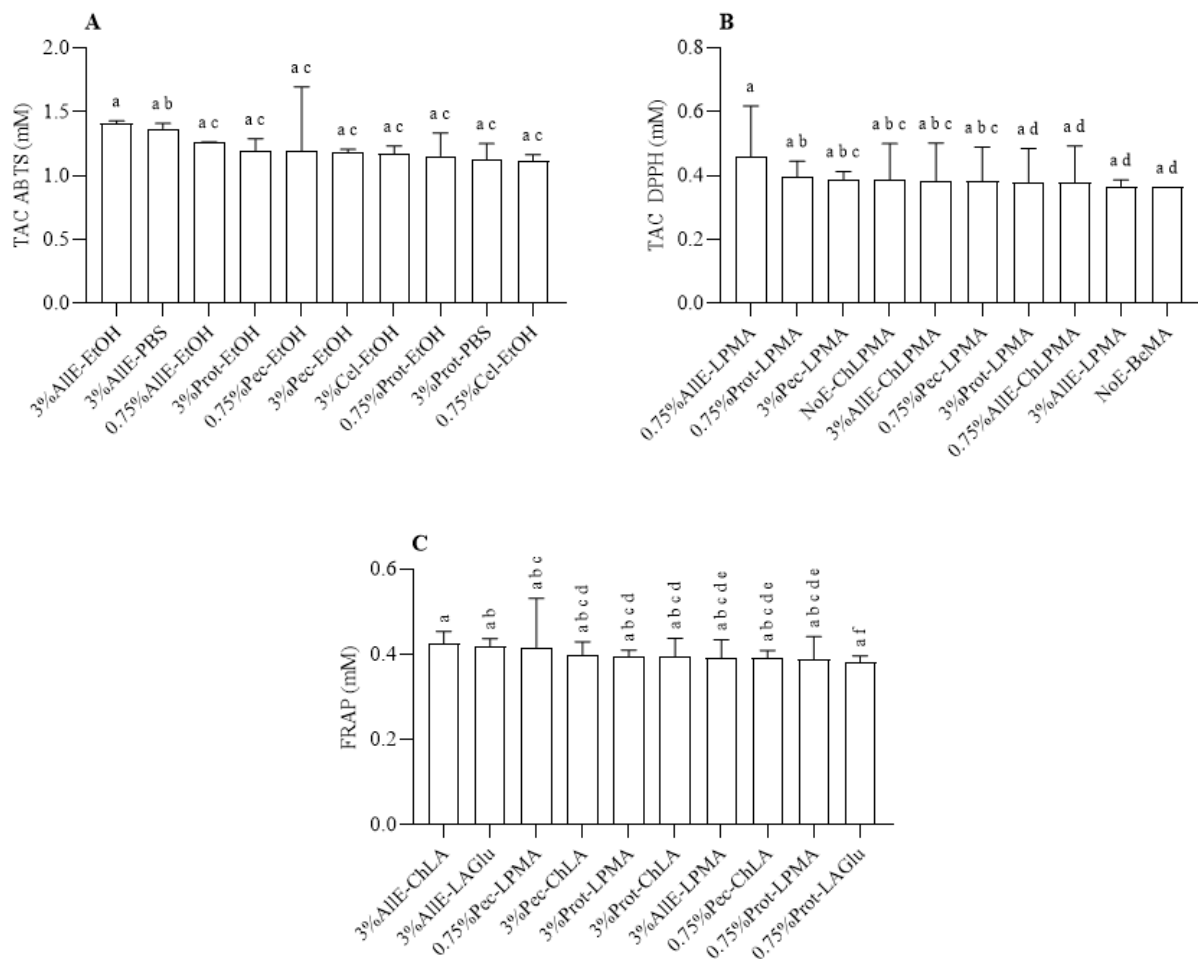 A
TAC ABTS (mM)
2.0
1.5
1.0
0.5
0.0
a
a b
a c
a c
a c
a c
a c
a c
a c
a c
3%AllE-EtOH
3%AllE-PBS
0.75%AllE-EtOH
3%Prot-EtOH
0.75%Pec-EtOH
3%Pec-EtOH
3%Cel-EtOH
0.75%Prot-EtOH
3%Prot-PBS
0.75%Cel-EtOH
B
TAC DPPH (mM)
0.8
0.6
0.4
0.2
0.0
a
a b
a b c
a b c
a b c
a b c
a d
a d
a d
a d
0.75%AllE-LPMA
0.75%Prot-LPMA
3%Pec-LPMA
NoE-ChLPMA
3%AllE-ChLPMA
0.75%Pec-LPMA
3%Prot-LPMA
0.75%AllE-ChLPMA
3%AllE-LPMA
NoE-BeMA
C
FRAP (mM)
0.6
0.4
0.2
0.0
a
a b
a b c
a b c d
a b c d
a b c d
a b c d e
a b c d e
a b c d e
a f
3%AllE-ChLA
3%AllE-LAGlu
0.75%Pec-LPMA
3%Pec-ChLA
3%Prot-LPMA
3%Prot-ChLA
3%AllE-LPMA
0.75%Pec-ChLA
0.75%Prot-LPMA
0.75%Prot-LAGlu